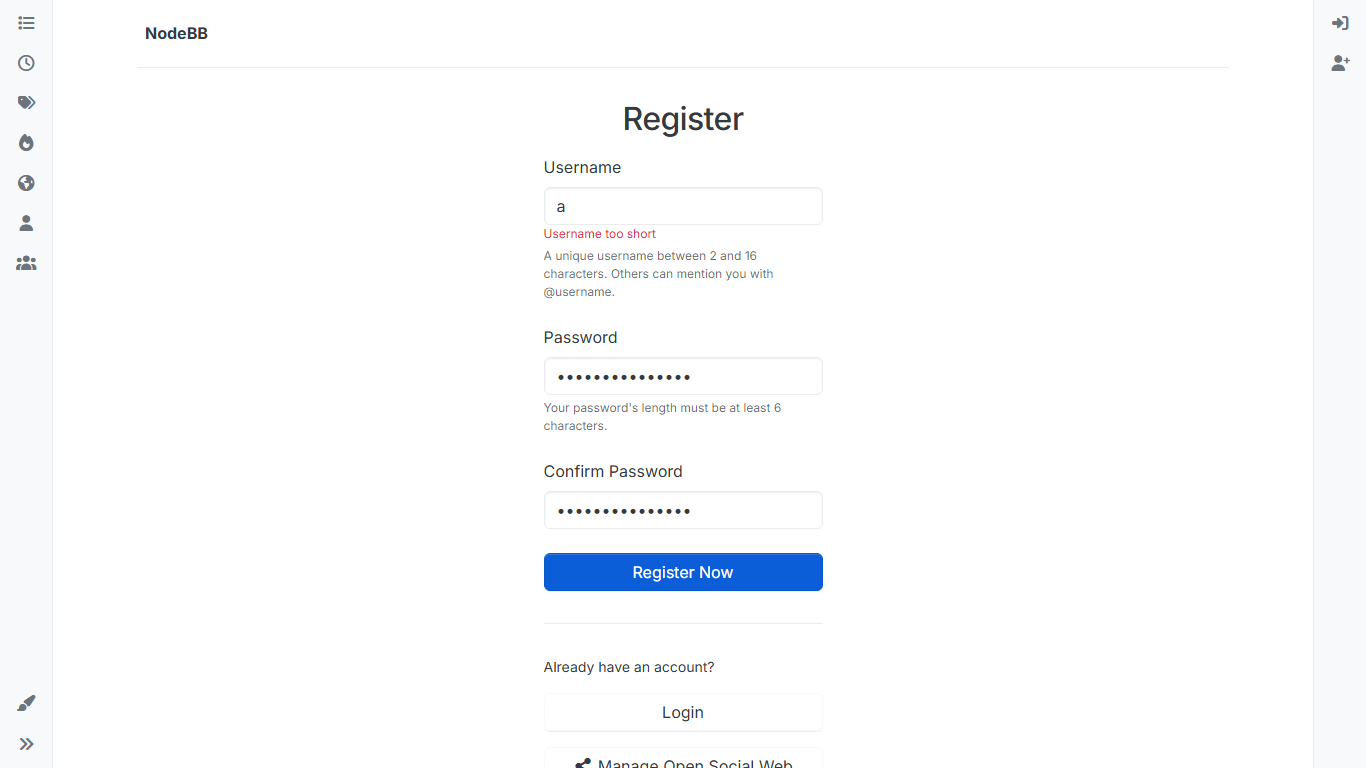 NodeBB
Register
Username
a
Username too short
A unique username between 2 and 16
characters. Others can mention you with
@username.
Password
•••••••••••••••
Your password's length must be at least 6
characters.
Confirm Password
•••••••••••••••
Register Now
Already have an account?
Login
Manage Open Social Web